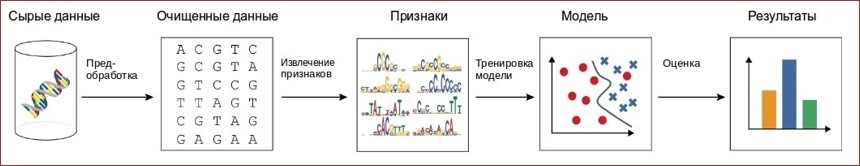 Сырые данные
Очищенные данные
Признаки
Модель
Результаты
Пред-
обработка
Извлечение
признаков
Тренировка
модели
Оценка
A C G T C
G C G T A
G T C C G
T T A G T
C G T A G
G A G A A